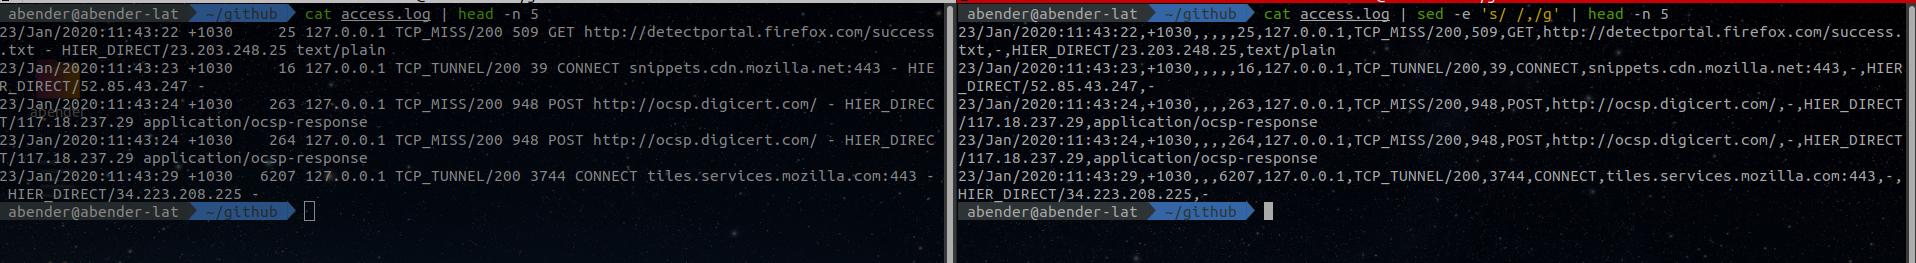 abender@abender-lat ~/github cat access.log | head -n 5
23/Jan/2020:11:43:22 +1030     25 127.0.0.1 TCP_MISS/200 509 GET http://detectportal.firefox.com/success
.txt - HIER_DIRECT/23.203.248.25 text/plain
23/Jan/2020:11:43:23 +1030     16 127.0.0.1 TCP_TUNNEL/200 39 CONNECT snippets.cdn.mozilla.net:443 - HIE
R_DIRECT/52.85.43.247 -
23/Jan/2020:11:43:24 +1030    263 127.0.0.1 TCP_MISS/200 948 POST http://ocsp.digicert.com/ - HIER_DIREC
T/117.18.237.29 application/ocsp-response
23/Jan/2020:11:43:24 +1030    264 127.0.0.1 TCP_MISS/200 948 POST http://ocsp.digicert.com/ - HIER_DIREC
T/117.18.237.29 application/ocsp-response
23/Jan/2020:11:43:29 +1030   6207 127.0.0.1 TCP_TUNNEL/200 3744 CONNECT tiles.services.mozilla.com:443 -
 HIER_DIRECT/34.223.208.225 -
abender@abender-lat ~/github
abender
abender@abender-lat ~/github cat access.log | sed -e 's/ /,/g' | head -n 5
23/Jan/2020:11:43:22,+1030,,,,,25,127.0.0.1,TCP_MISS/200,509,GET,http://detectportal.firefox.com/success.
txt,-,HIER_DIRECT/23.203.248.25,text/plain
23/Jan/2020:11:43:23,+1030,,,,,16,127.0.0.1,TCP_TUNNEL/200,39,CONNECT,snippets.cdn.mozilla.net:443,-,HIER
_DIRECT/52.85.43.247,-
23/Jan/2020:11:43:24,+1030,,,,263,127.0.0.1,TCP_MISS/200,948,POST,http://ocsp.digicert.com/,-,HIER_DIRECT
/117.18.237.29,application/ocsp-response
23/Jan/2020:11:43:24,+1030,,,,264,127.0.0.1,TCP_MISS/200,948,POST,http://ocsp.digicert.com/,-,HIER_DIRECT
/117.18.237.29,application/ocsp-response
23/Jan/2020:11:43:29,+1030,,,6207,127.0.0.1,TCP_TUNNEL/200,3744,CONNECT,tiles.services.mozilla.com:443,-,
HIER_DIRECT/34.223.208.225,-
abender@abender-lat ~/github